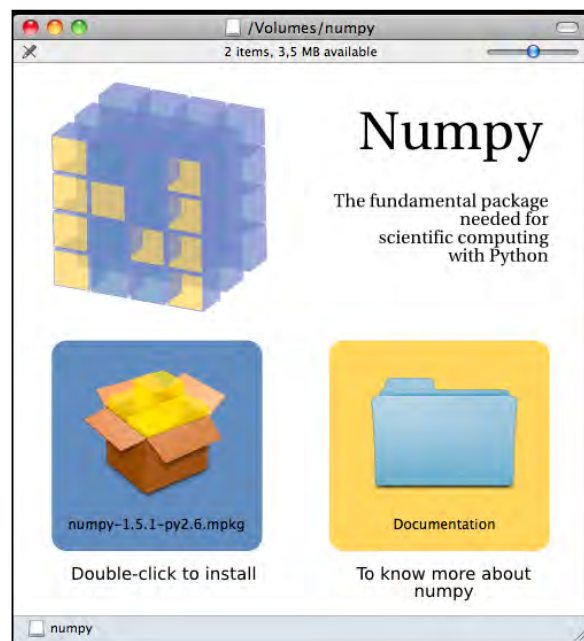 /Volumes/numpy
2 items, 3,5 MB available
Numpy
The fundamental package
needed for
scientific computing
with Python
numpy-1.5.1-py2.6.mpkg
Documentation
Double-click to install
To know more about
numpy
numpy